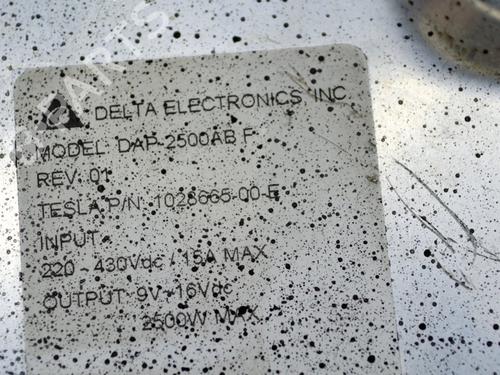 DELTA ELECTRONICS, INC
MODEL: DAP-2500AB F
REV. 01
TESLA P/N: 1028665-00-E
INPUT:
220 - 430Vdc / 15A MAX
OUTPUT: 9V~16Vdc
2500W MAX